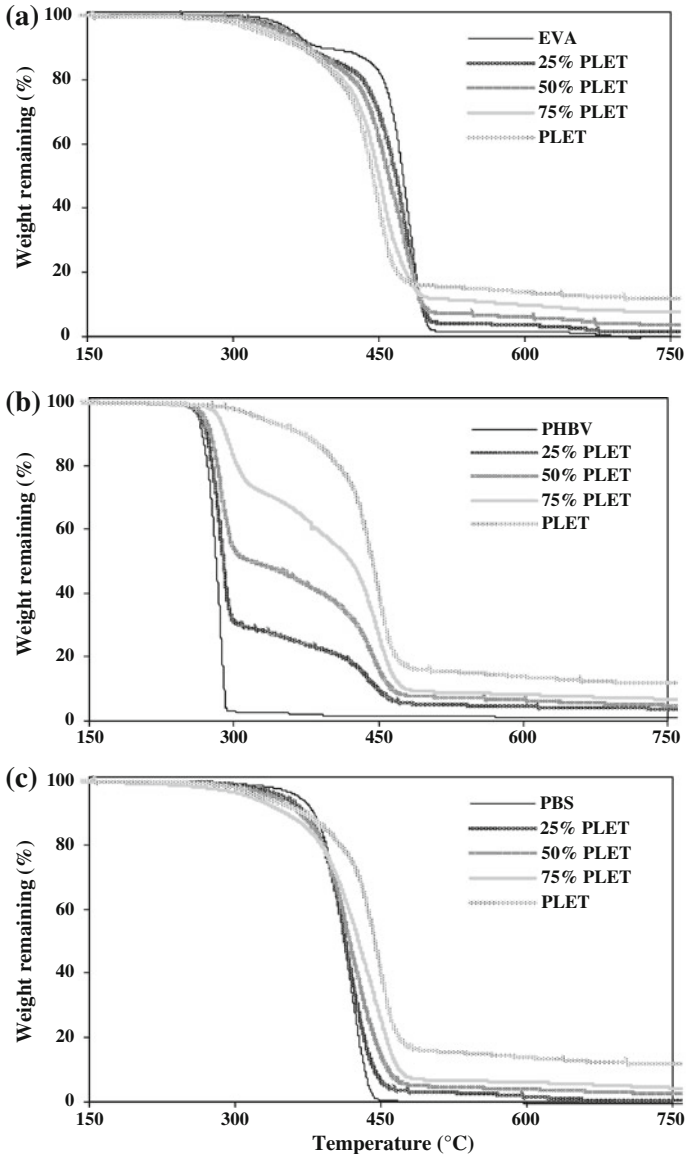 (a)
Weight remaining (%)
100
80
60
40
20
0
EVA
25% PLET
50% PLET
75% PLET
PLET
150 300 450 600 750
(b)
Weight remaining (%)
100
80
60
40
20
0
PHBV
25% PLET
50% PLET
75% PLET
PLET
150 300 450 600 750
(c)
Weight remaining (%)
100
80
60
40
20
0
PBS
25% PLET
50% PLET
75% PLET
PLET
150 300 450 600 750
Temperature (°C)